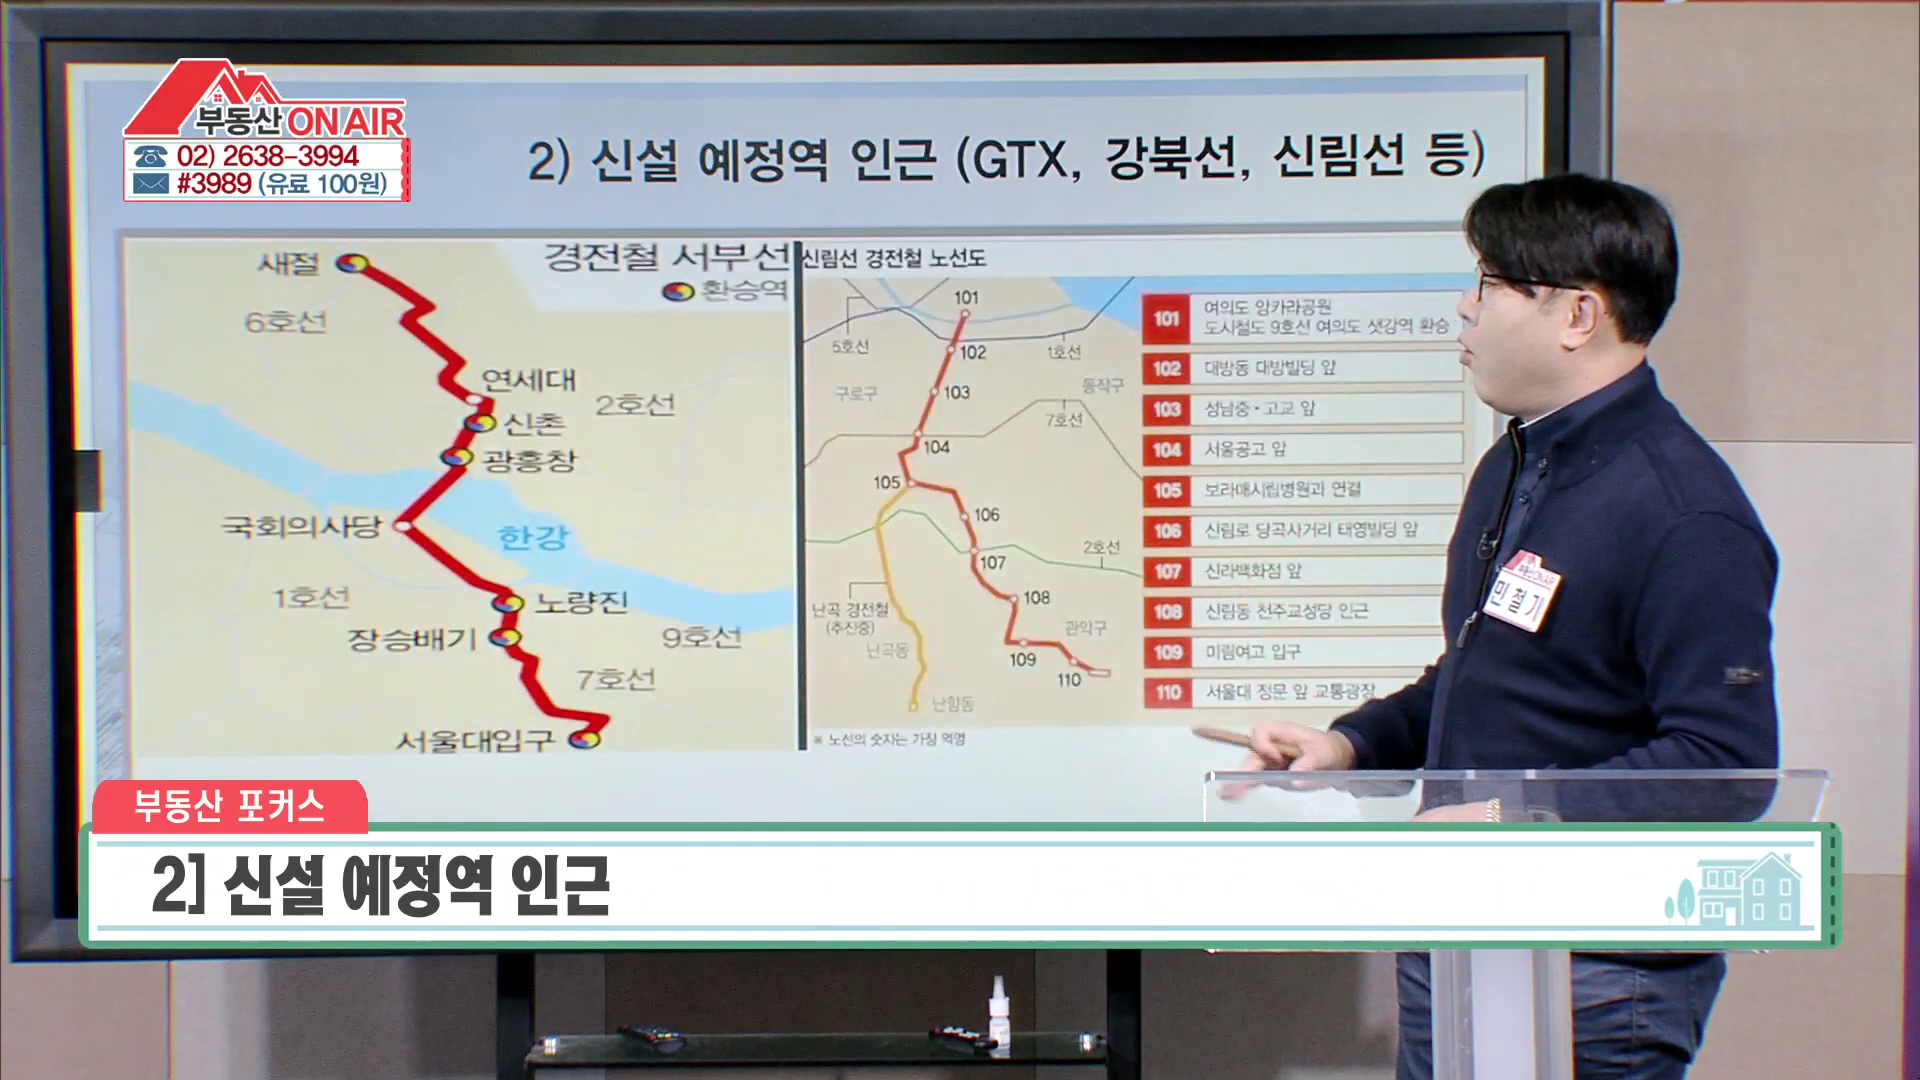 부동산 ON AIR
02) 2638-3994
#3989 (유료 100원)
2) 신설 예정역 인근 (GTX, 강북선, 신림선 등)
경전철 서부선
환승역
새절
6호선
연세대
2호선
신촌
광흥창
국회의사당
한강
1호선
노량진
장승배기
9호선
7호선
서울대입구
신림선 경전철 노선도
101
5호선
102
1호선
구로구
103
동작구
7호선
104
105
106
2호선
107
난곡 경전철
(추진중)
108
관악구
난곡동
109
110
난향동
※ 노선의 숫자는 가칭 역명
101 여의도 앙카라공원
도시철도 9호선 여의도 샛강역 환승
102 대방동 대방빌딩 앞
103 성남중·고교 앞
104 서울공고 앞
105 보라매시립병원과 연결
106 신림로 당곡사거리 태영빌딩 앞
107 신라백화점 앞
108 신림동 천주교성당 인근
109 미림여고 입구
110 서울대 정문 앞 교통광장
부동산 ON AIR
민철기
부동산 포커스
2] 신설 예정역 인근